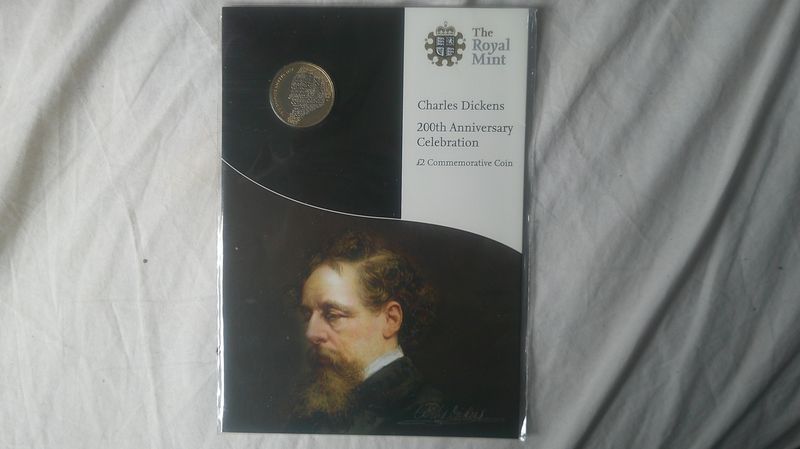 The
Royal
Mint
Charles Dickens
200th Anniversary
Celebration
£2 Commemorative Coin